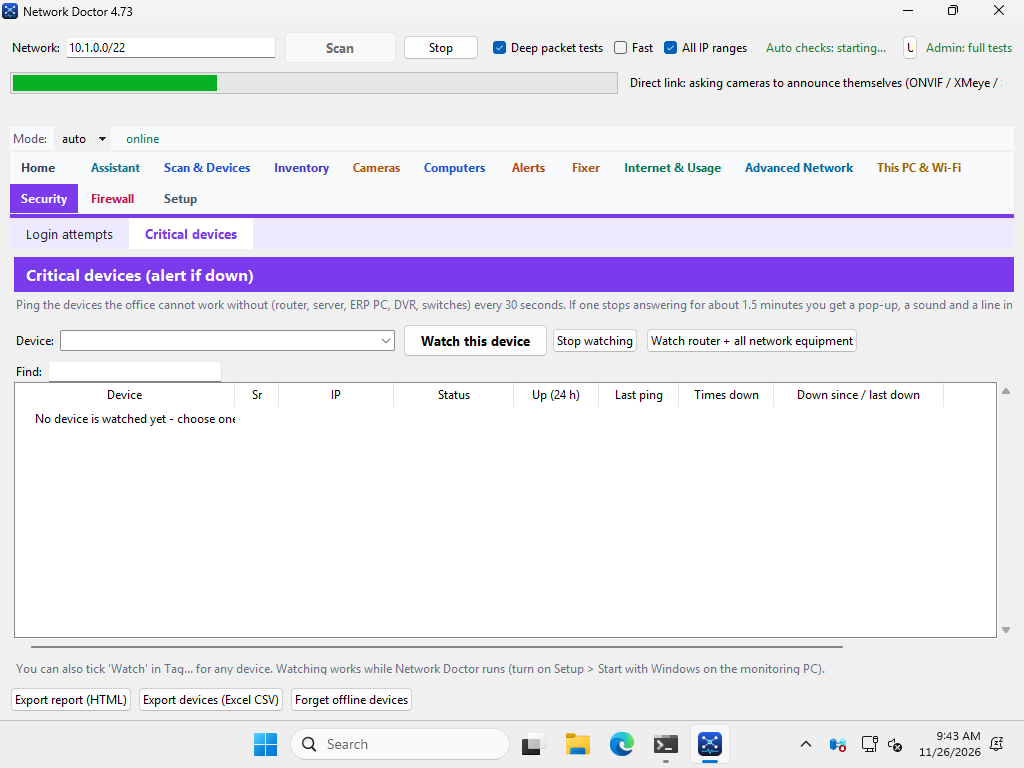 Network Doctor 4.73
Network: 10.1.0.0/22 Scan Stop Deep packet tests Fast All IP ranges Auto checks: starting... U Admin: full tests
Direct link: asking cameras to announce themselves (ONVIF / XMeye /
Mode: auto online
Home Assistant Scan & Devices Inventory Cameras Computers Alerts Fixer Internet & Usage Advanced Network This PC & Wi-Fi
Security Firewall Setup
Login attempts Critical devices
Critical devices (alert if down)
Ping the devices the office cannot work without (router, server, ERP PC, DVR, switches) every 30 seconds. If one stops answering for about 1.5 minutes you get a pop-up, a sound and a line in
Device: Watch this device Stop watching Watch router + all network equipment
Find:
Device Sr IP Status Up (24 h) Last ping Times down Down since / last down
No device is watched yet - choose one
You can also tick 'Watch' in Tag... for any device. Watching works while Network Doctor runs (turn on Setup > Start with Windows on the monitoring PC).
Export report (HTML) Export devices (Excel CSV) Forget offline devices
Search
9:43 AM
11/26/2026